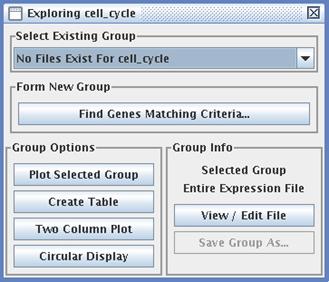 Exploring cell_cycle
Select Existing Group
No Files Exist For cell_cycle
Form New Group
Find Genes Matching Criteria...
Group Options
Plot Selected Group
Create Table
Two Column Plot
Circular Display
Group Info
Selected Group
Entire Expression File
View / Edit File
Save Group As...